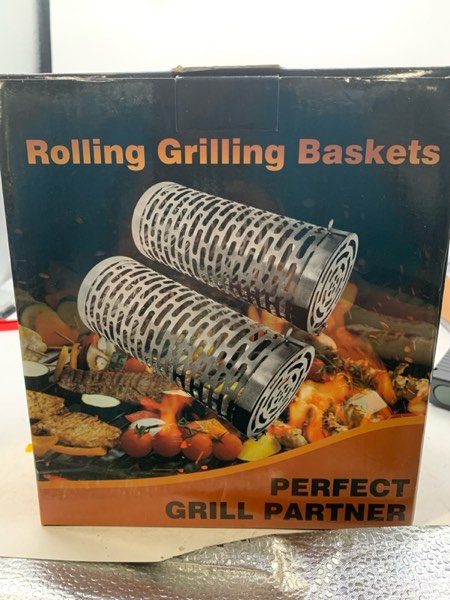 Rolling Grilling Baskets
PERFECT
GRILL PARTNER